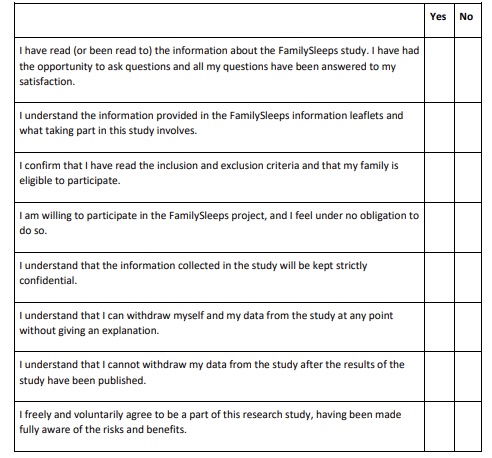 Yes No
I have read (or been read to) the information about the FamilySleeps study. I have had
the opportunity to ask questions and all my questions have been answered to my
satisfaction.
I understand the information provided in the FamilySleeps information leaflets and
what taking part in this study involves.
I confirm that I have read the inclusion and exclusion criteria and that my family is
eligible to participate.
I am willing to participate in the FamilySleeps project, and I feel under no obligation to
do so.
I understand that the information collected in the study will be kept strictly
confidential.
I understand that I can withdraw myself and my data from the study at any point
without giving an explanation.
I understand that I cannot withdraw my data from the study after the results of the
study have been published.
I freely and voluntarily agree to be a part of this research study, having been made
fully aware of the risks and benefits.